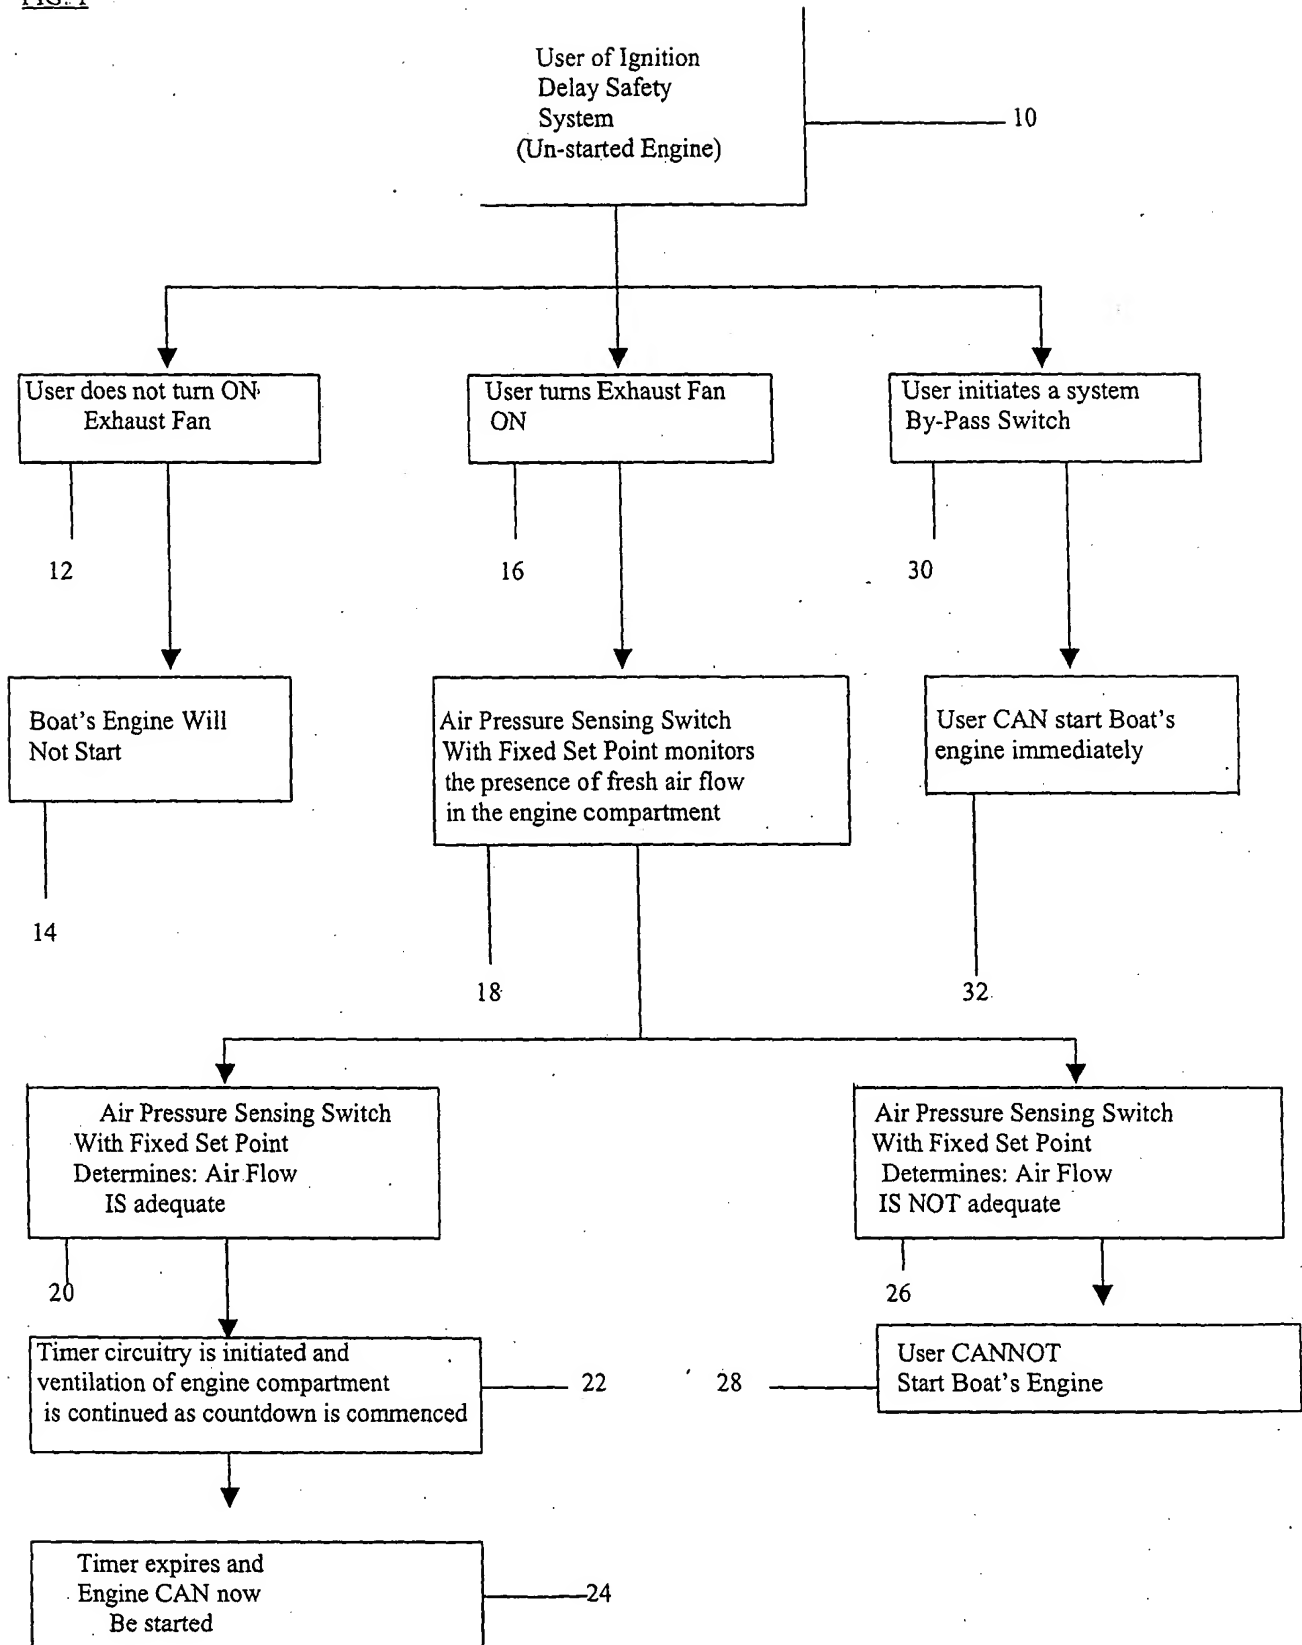 FIG. 1
User of Ignition
Delay Safety
System
(Un-started Engine)
10
User does not turn ON
Exhaust Fan
User turns Exhaust Fan
ON
User initiates a system
By-Pass Switch
12
16
30
Boat's Engine Will
Not Start
Air Pressure Sensing Switch
With Fixed Set Point monitors
the presence of fresh air flow
in the engine compartment
User CAN start Boat's
engine immediately
14
18
32
Air Pressure Sensing Switch
With Fixed Set Point
Determines: Air Flow
IS adequate
Air Pressure Sensing Switch
With Fixed Set Point
Determines: Air Flow
IS NOT adequate
20
26
Timer circuitry is initiated and
ventilation of engine compartment
is continued as countdown is commenced
22
28
User CANNOT
Start Boat's Engine
Timer expires and
Engine CAN now
Be started
24